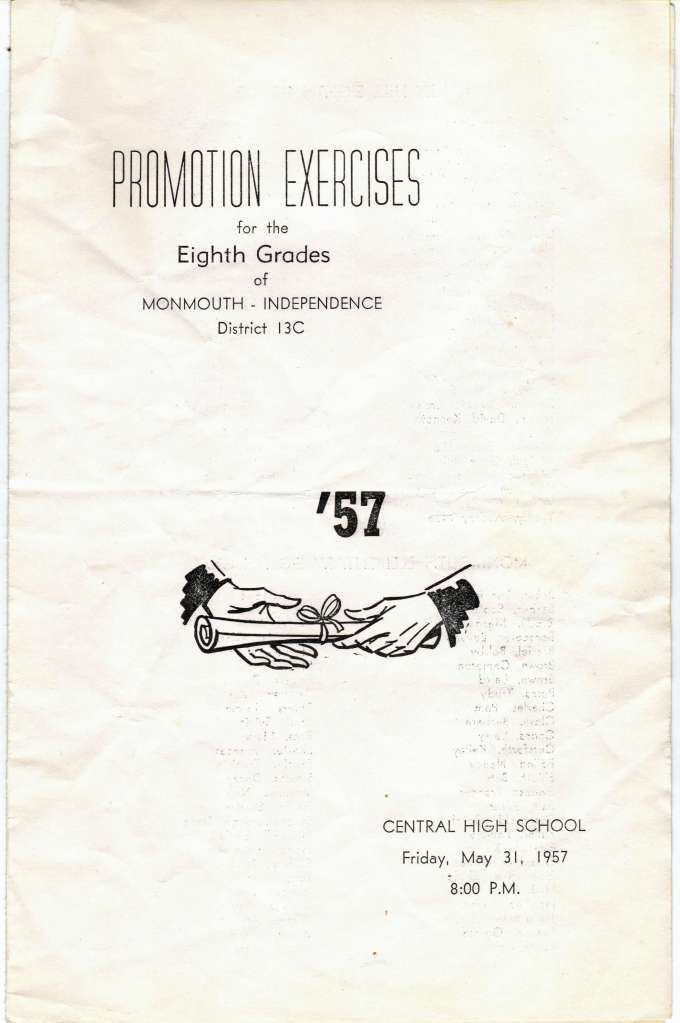 PROMOTION EXERCISES
for the
Eighth Grades
of
MONMOUTH - INDEPENDENCE
District 13C
'57
CENTRAL HIGH SCHOOL
Friday, May 31, 1957
8:00 P.M.